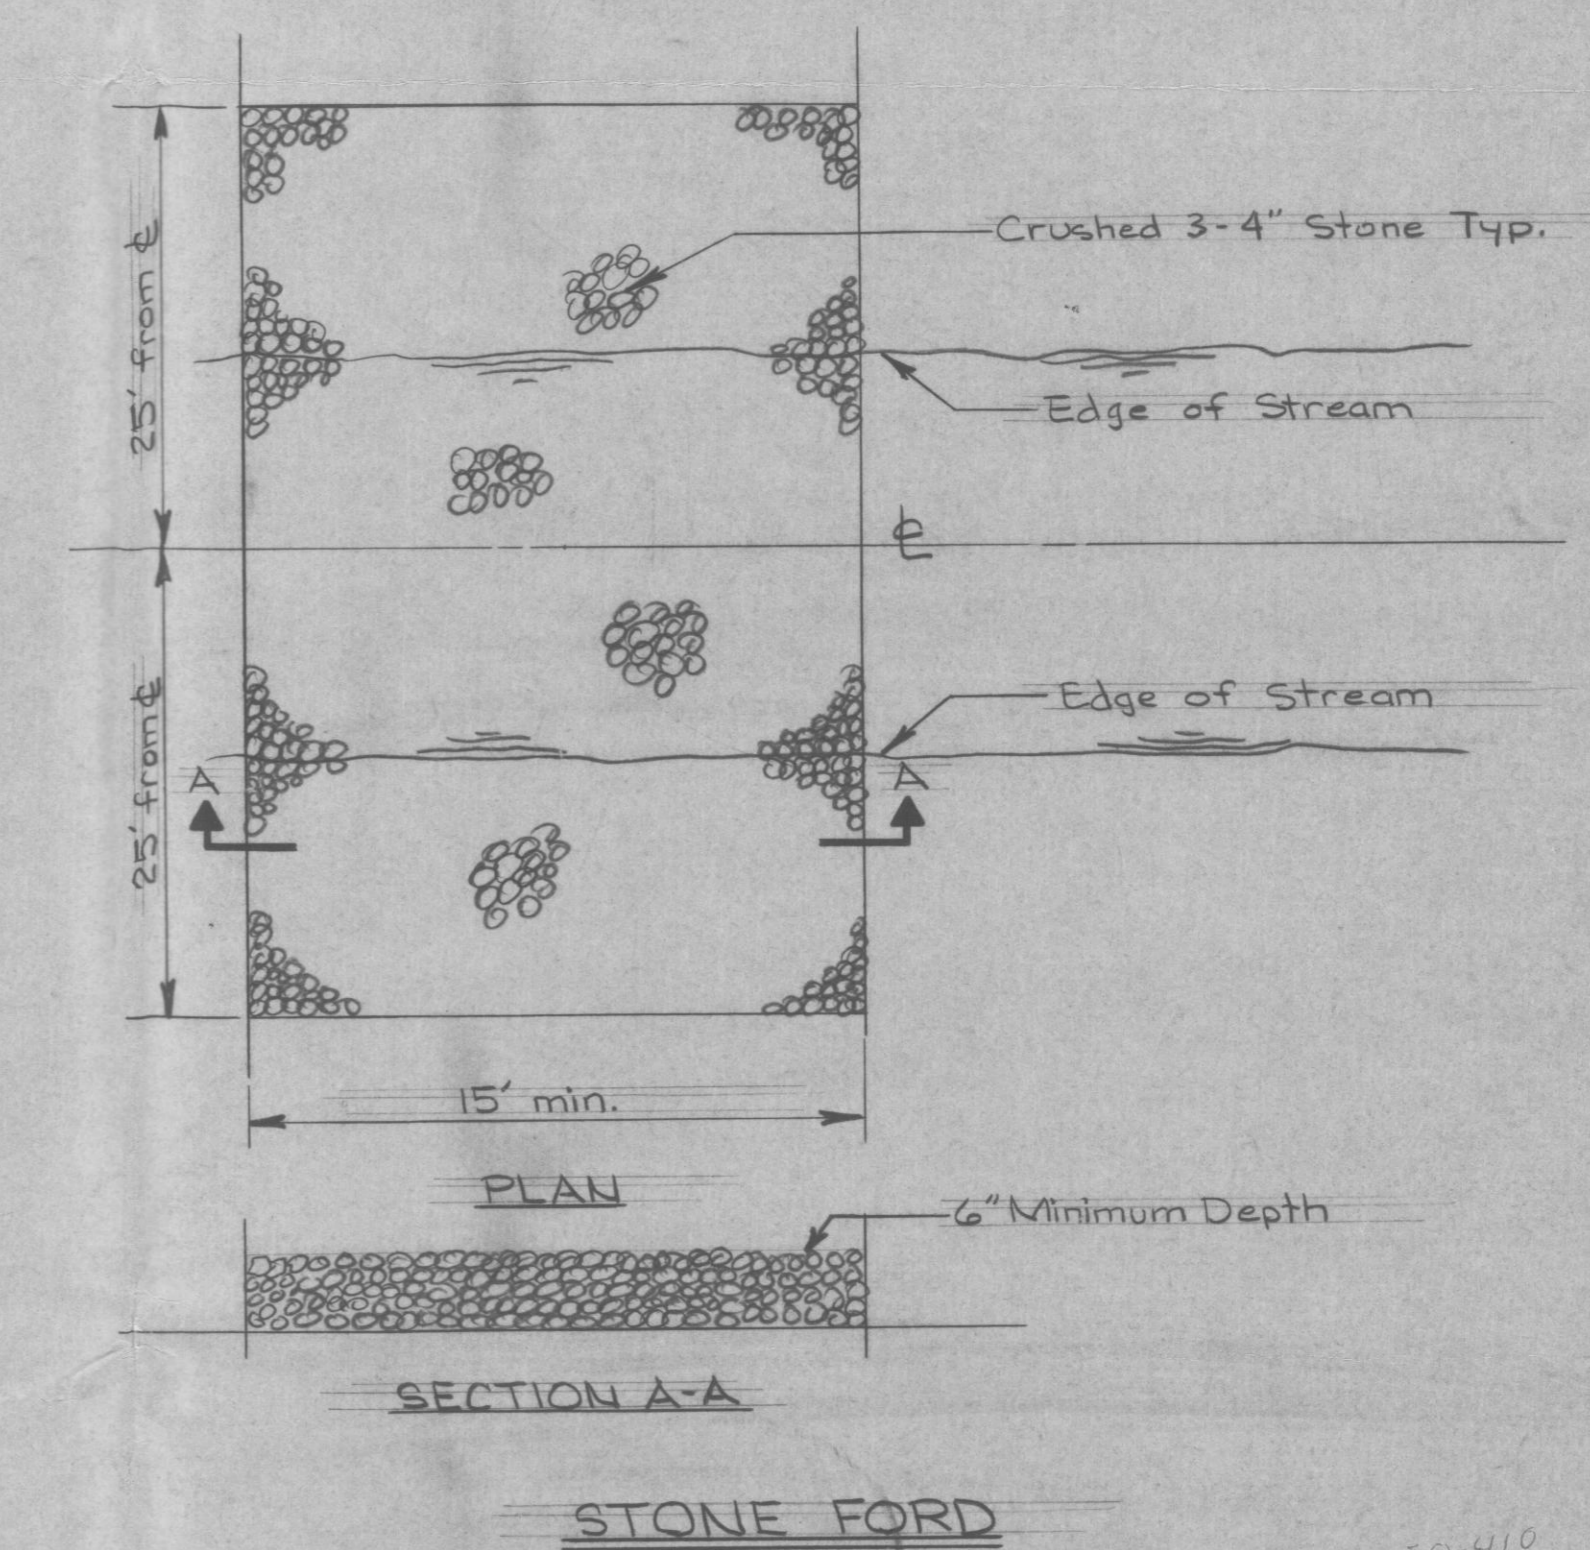 Crushed 3-4" Stone Typ.
25' from ℄
Edge of Stream
℄
Edge of Stream
25' from ℄
A
A
15' min.
PLAN
6" Minimum Depth
SECTION A-A
STONE FORD